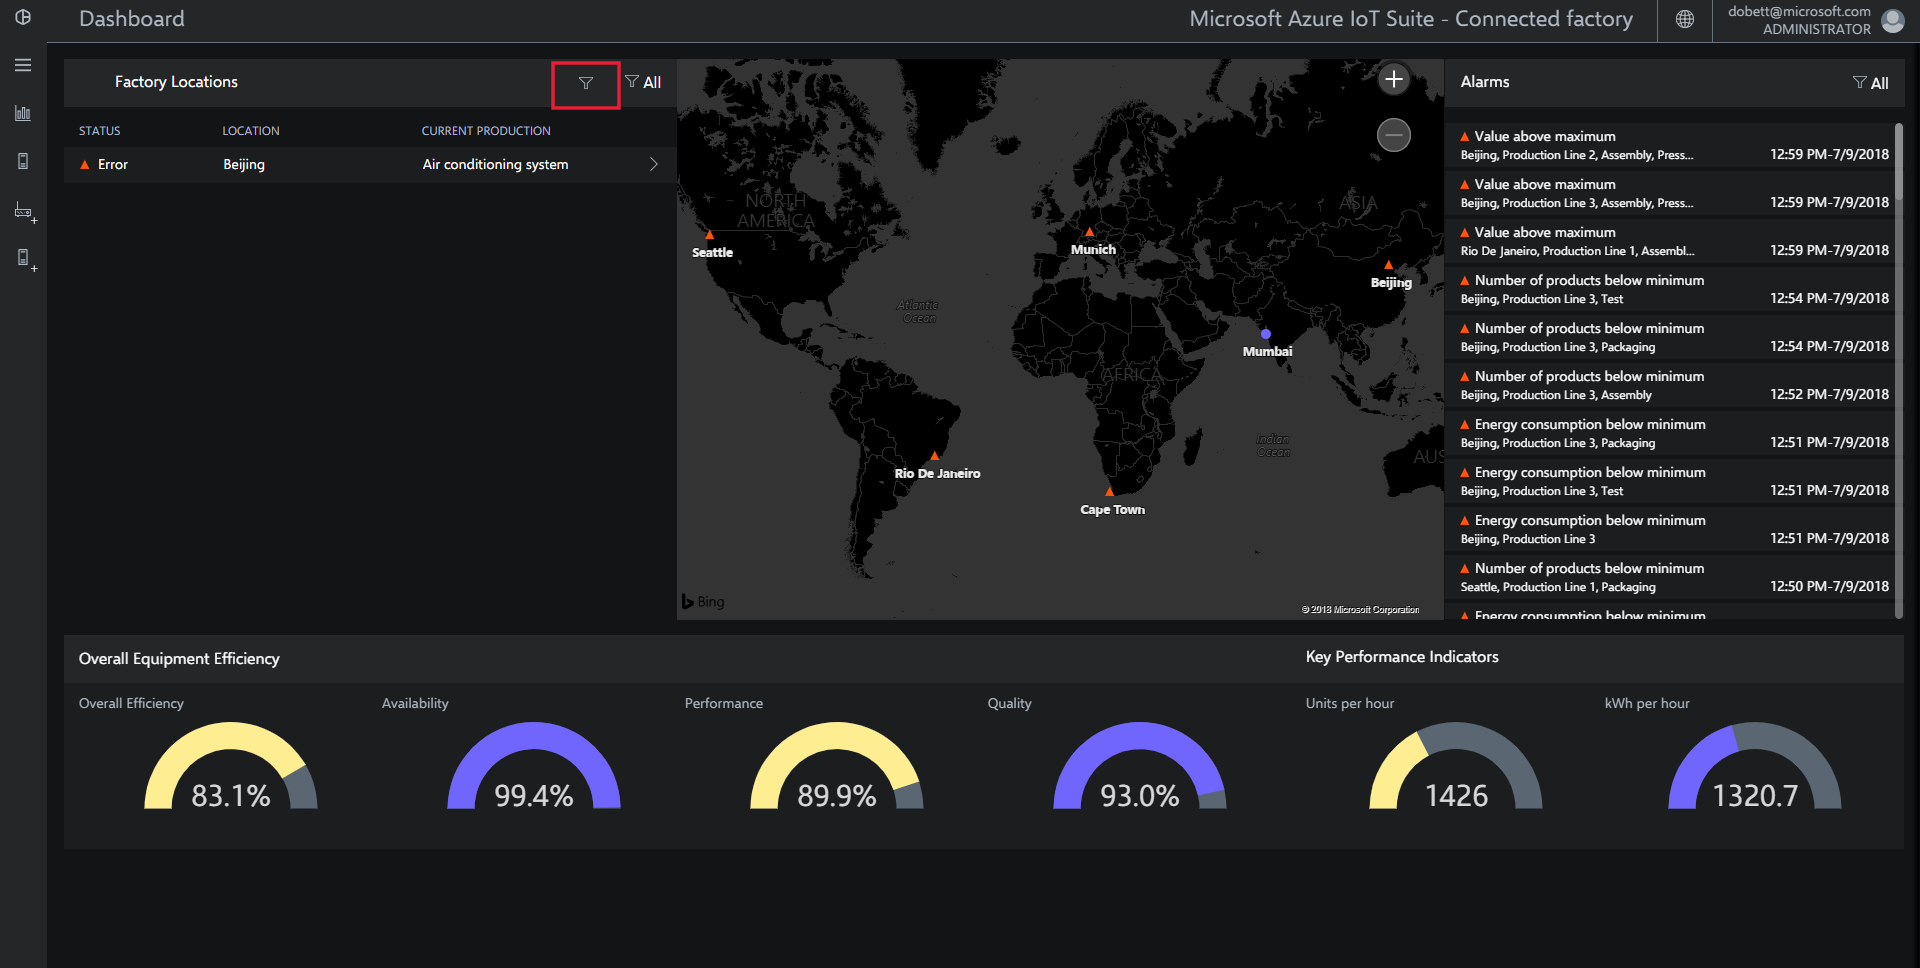 Dashboard
Microsoft Azure IoT Suite - Connected factory
dobett@microsoft.com
ADMINISTRATOR
Factory Locations
All
STATUS LOCATION CURRENT PRODUCTION
Error Beijing Air conditioning system
NORTH
AMERICA
ASIA
Seattle
Munich
Beijing
Atlantic
Ocean
Mumbai
AFRICA
Indian
Ocean
AUS
Rio De Janeiro
Cape Town
Bing
© 2018 Microsoft Corporation
Alarms
All
Value above maximum
Beijing, Production Line 2, Assembly, Press... 12:59 PM-7/9/2018
Value above maximum
Beijing, Production Line 3, Assembly, Press... 12:59 PM-7/9/2018
Value above maximum
Rio De Janeiro, Production Line 1, Assembl... 12:59 PM-7/9/2018
Number of products below minimum
Beijing, Production Line 3, Test 12:54 PM-7/9/2018
Number of products below minimum
Beijing, Production Line 3, Packaging 12:54 PM-7/9/2018
Number of products below minimum
Beijing, Production Line 3, Assembly 12:52 PM-7/9/2018
Energy consumption below minimum
Beijing, Production Line 3, Packaging 12:51 PM-7/9/2018
Energy consumption below minimum
Beijing, Production Line 3, Test 12:51 PM-7/9/2018
Energy consumption below minimum
Beijing, Production Line 3 12:51 PM-7/9/2018
Number of products below minimum
Seattle, Production Line 1, Packaging 12:50 PM-7/9/2018
Energy consumption below minimum
Overall Equipment Efficiency
Key Performance Indicators
Overall Efficiency Availability Performance Quality Units per hour kWh per hour
83.1% 99.4% 89.9% 93.0% 1426 1320.7